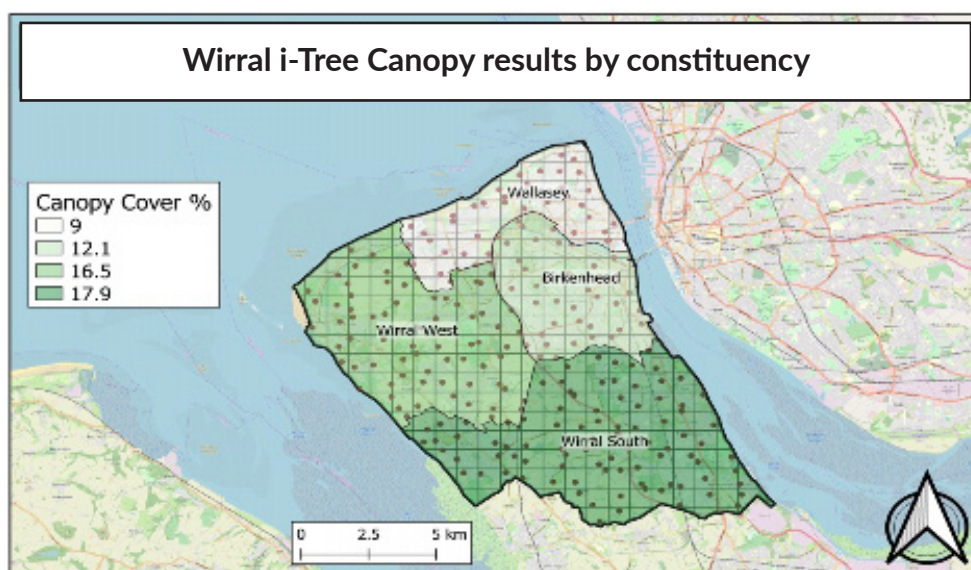 Wirral i-Tree Canopy results by constituency
Canopy Cover %
9
12.1
16.5
17.9
Wallasey
Birkenhead
Wirral West
Wirral South
0 2.5 5 km